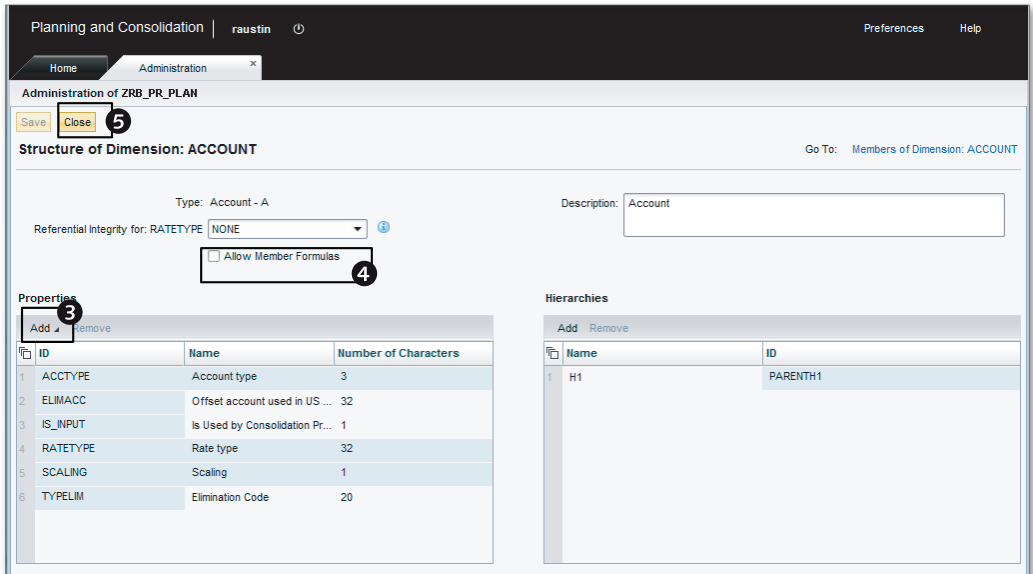 Planning and Consolidation | raustin Preferences Help
Home Administration ×
Administration of ZRB_PR_PLAN
Save Close 5
Structure of Dimension: ACCOUNT Go To: Members of Dimension: ACCOUNT
Type: Account - A Description: Account
Referential Integrity for: RATETYPE NONE
Allow Member Formulas
4
Properties Hierarchies
3
Add Remove Add Remove
ID Name Number of Characters Name ID
1 ACCTYPE Account type 3 1 H1 PARENTH1
2 ELIMACC Offset account used in US ... 32
3 IS_INPUT Is Used by Consolidation Pr... 1
4 RATETYPE Rate type 32
5 SCALING Scaling 1
6 TYPELIM Elimination Code 20